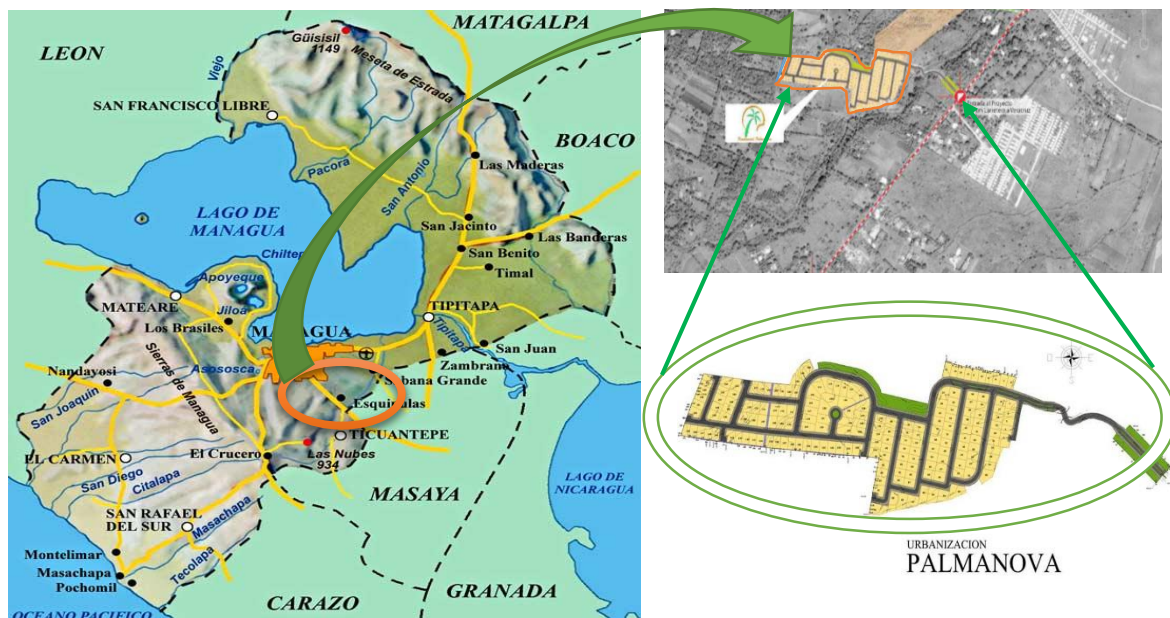 MATAGALPA
LEON
Güisisil
1149
Meseta de Estrada
Viejo
SAN FRANCISCO LIBRE
BOACO
Pacora
San Antonio
Las Maderas
LAGO DE
MANAGUA
San Jacinto
Las Banderas
San Benito
Chiltep
Timal
Apoyeque
MATEARE
Jiloa
TIPITAPA
Los Brasiles
MANAGUA
Tipitapa
San Juan
Zambrano
Sierras de Managua
Asososca
Sabana Grande
Nandayosi
San Joaquin
Esquipulas
TICUANTEPE
Las Nubes
934
El Crucero
EL CARMEN
San Diego
Citalapa
MASAYA
LAGO DE
NICARAGUA
SAN RAFAEL
DEL SUR
Masachapa
Montelimar
Tecolapa
Masachapa
Pochomil
CARAZO
GRANADA
OCEANO PACIFICO
Entrada al Proyecto
O
E
URBANIZACION
PALMANOVA